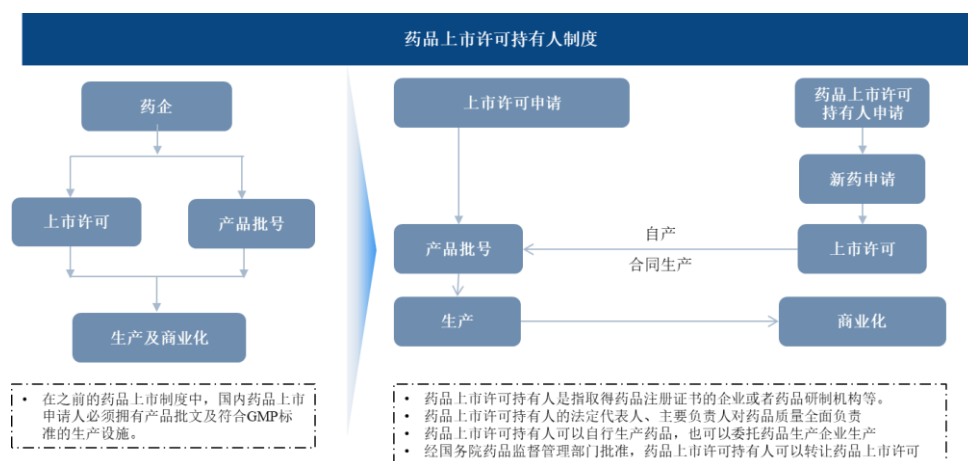 药品上市许可持有人制度
药企
上市许可
产品批号
生产及商业化
• 在之前的药品上市制度中，国内药品上市
申请人必须拥有产品批文及符合GMP标
准的生产设施。
上市许可申请
药品上市许可
持有人申请
新药申请
产品批号
自产
合同生产
上市许可
生产
商业化
• 药品上市许可持有人是指取得药品注册证书的企业或者药品研制机构等。
• 药品上市许可持有人的法定代表人、主要负责人对药品质量全面负责
• 药品上市许可持有人可以自行生产药品，也可以委托药品生产企业生产
• 经国务院药品监督管理部门批准，药品上市许可持有人可以转让药品上市许可